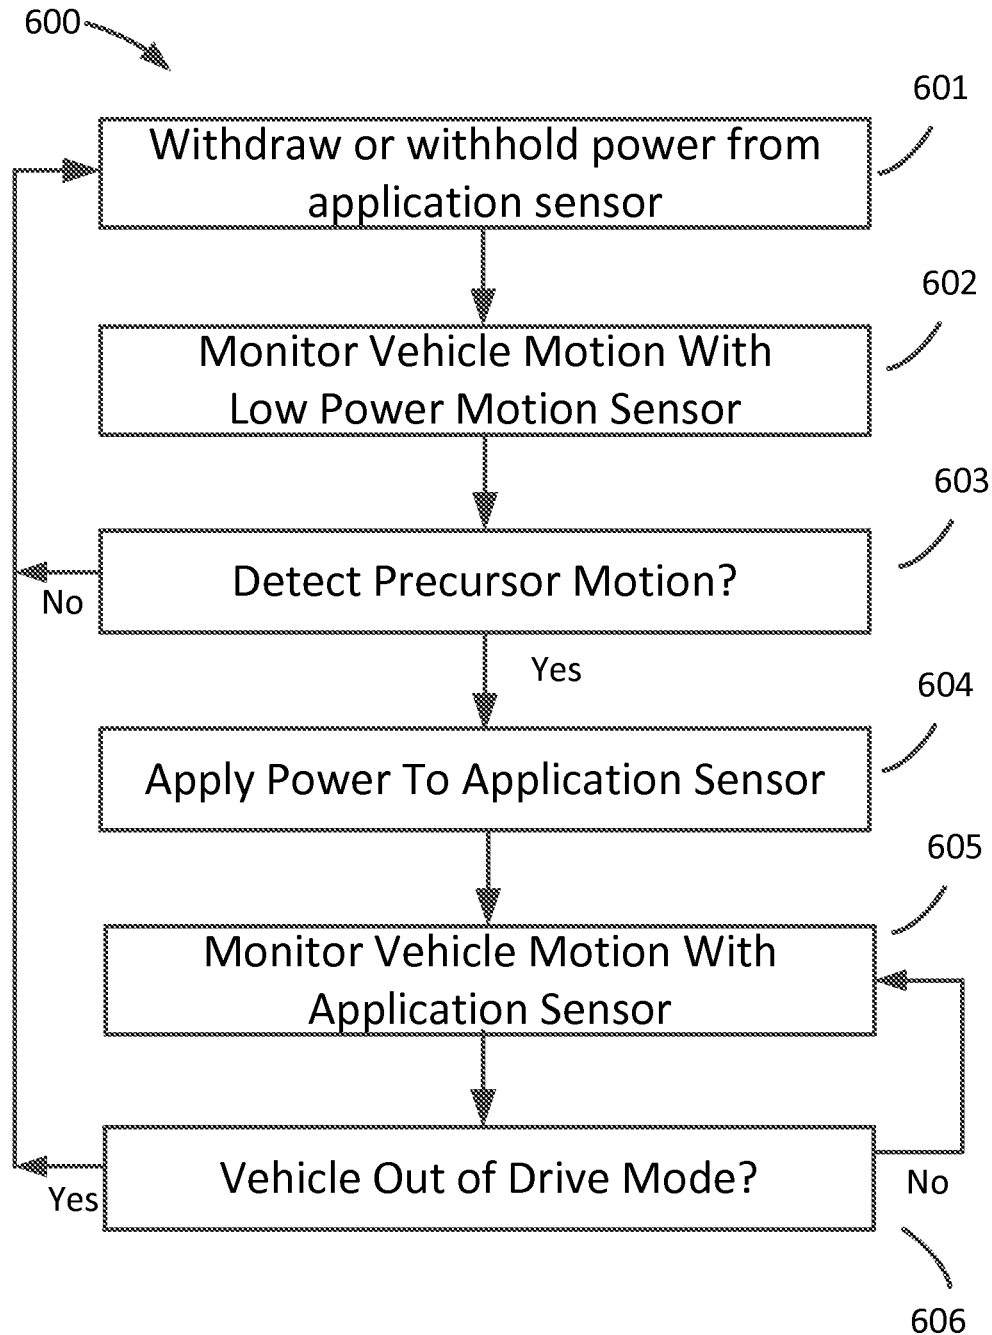 600
601
Withdraw or withhold power from
application sensor
602
Monitor Vehicle Motion With
Low Power Motion Sensor
603
Detect Precursor Motion?
No
Yes
604
Apply Power To Application Sensor
605
Monitor Vehicle Motion With
Application Sensor
Vehicle Out of Drive Mode?
Yes
No
606